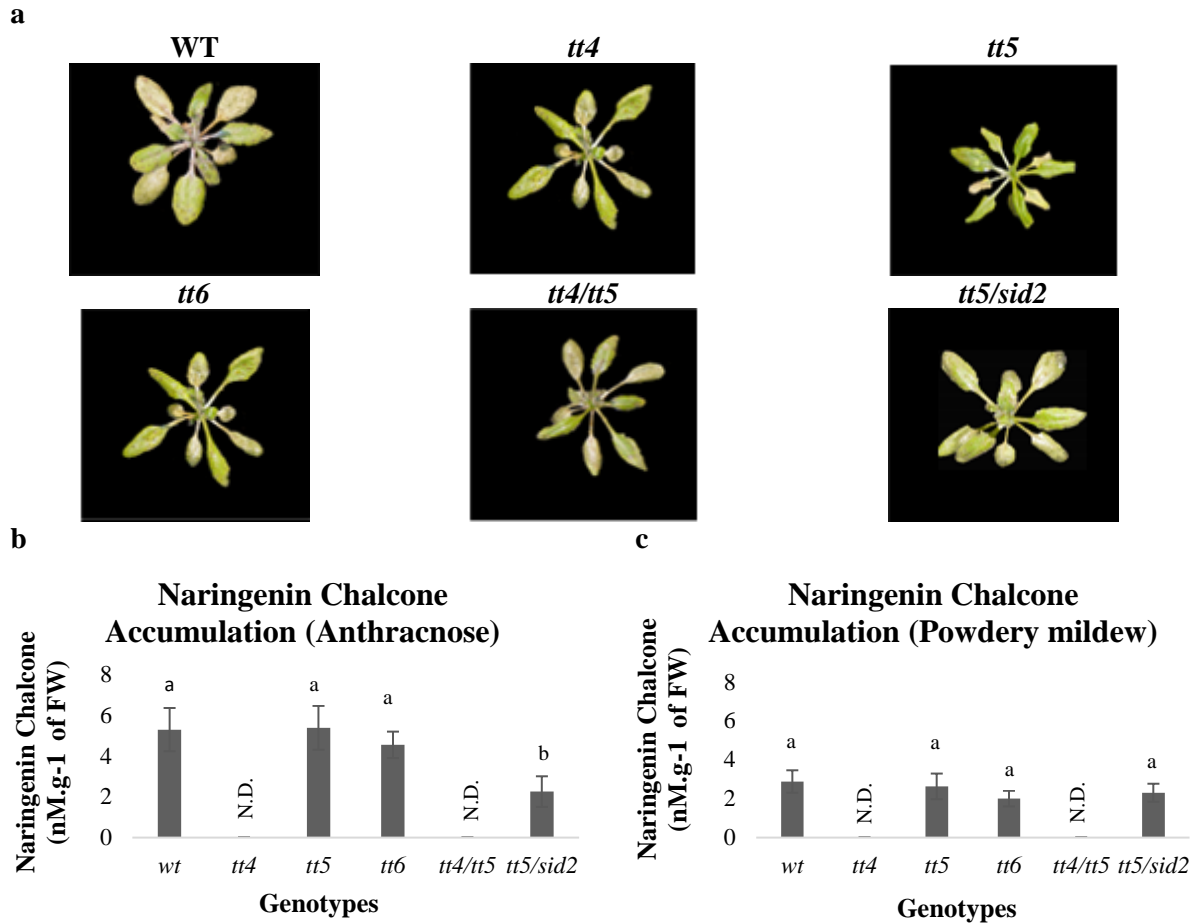 a
WT tt4 tt5
tt6 tt4/tt5 tt5/sid2
b
Naringenin Chalcone
Accumulation (Anthracnose)
Naringenin Chalcone
(nM.g-1 of FW)
8
6
4
2
0
a
N.D.
a
a
N.D.
b
wt tt4 tt5 tt6 tt4/tt5 tt5/sid2
Genotypes
c
Naringenin Chalcone
Accumulation (Powdery mildew)
Naringenin Chalcone
(nM.g-1 of FW)
8
6
4
2
0
a
N.D.
a
a
N.D.
a
wt tt4 tt5 tt6 tt4/tt5 tt5/sid2
Genotypes